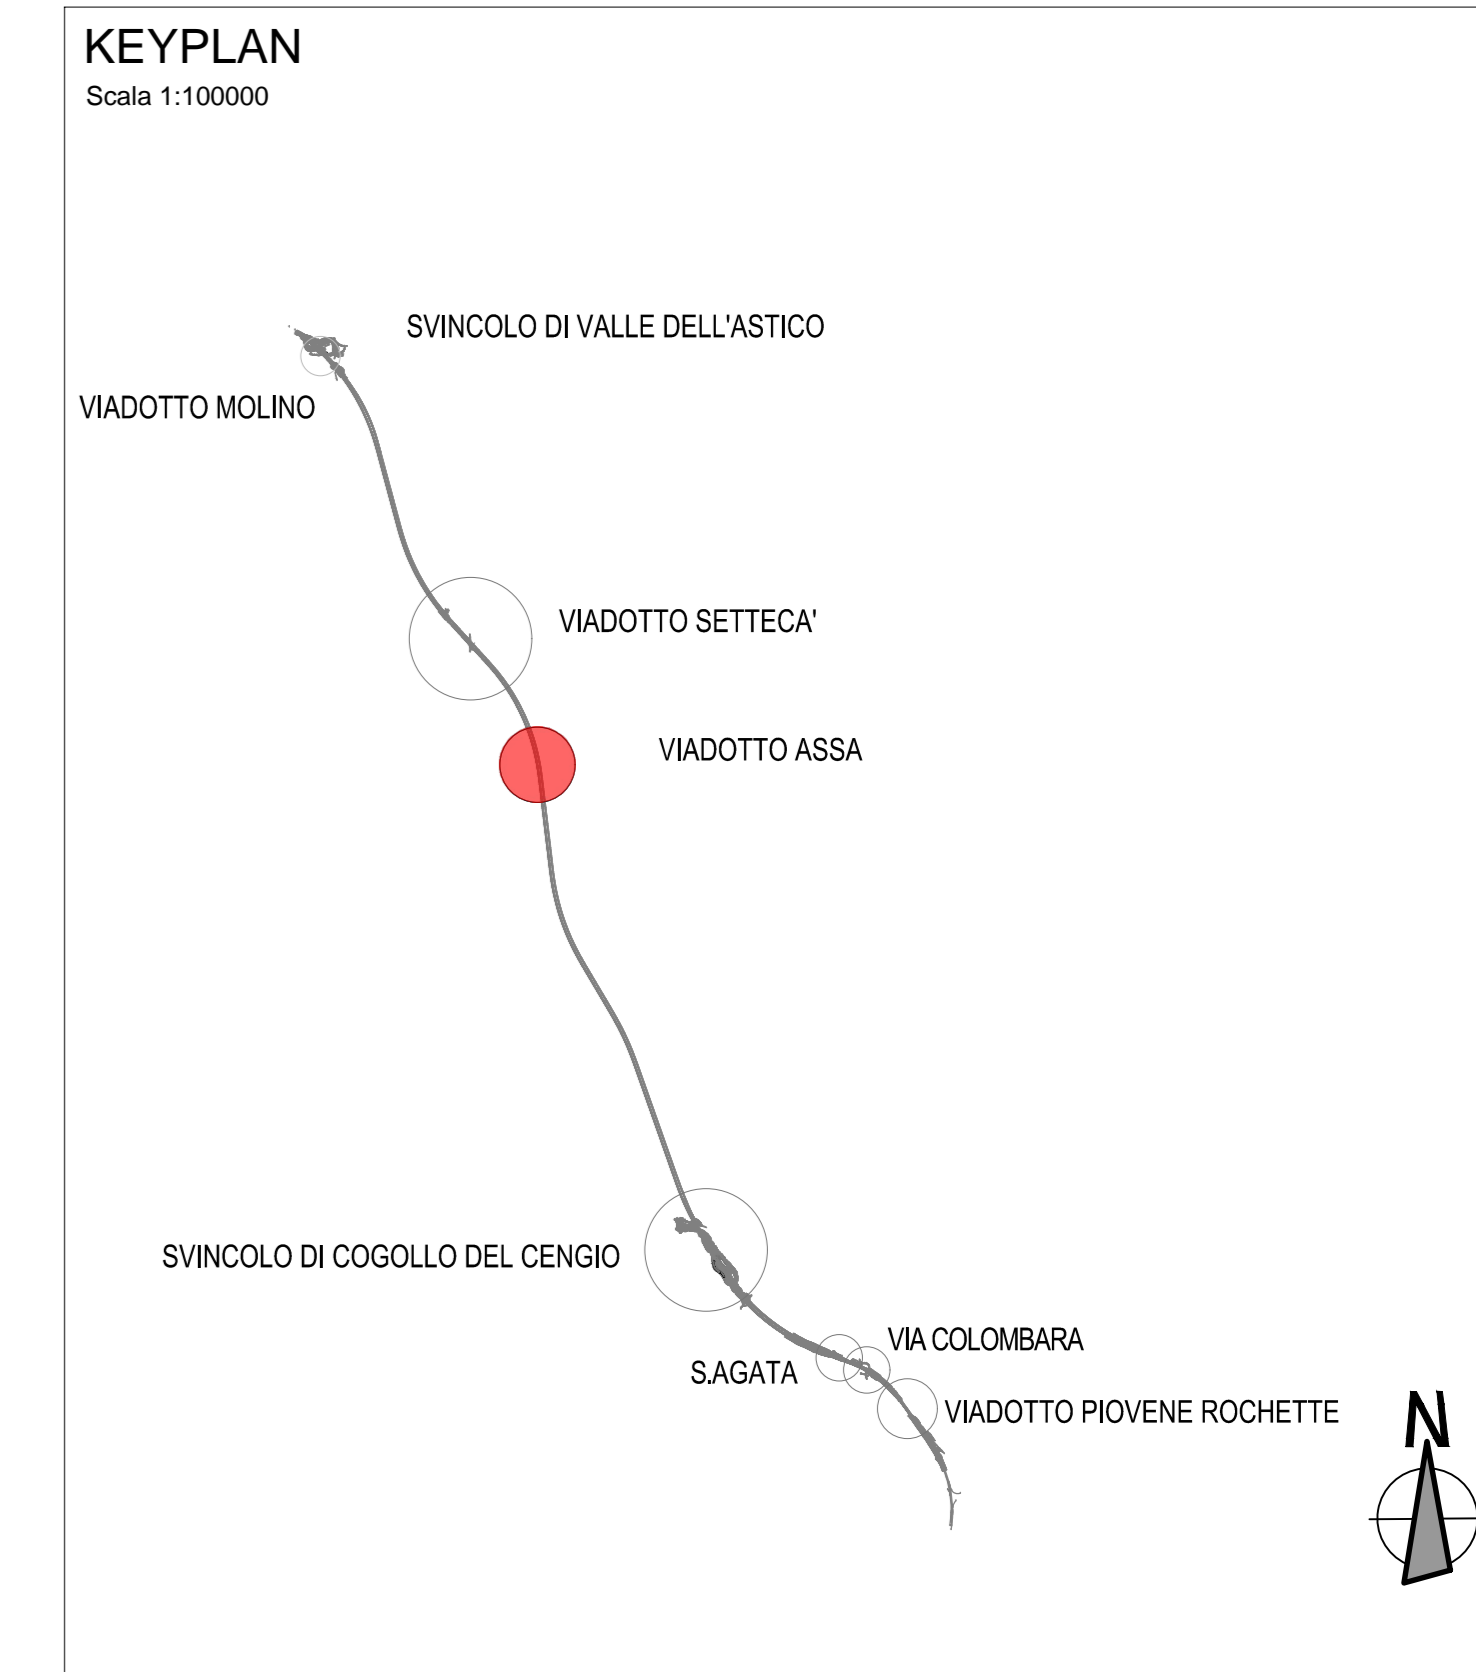 KEYPLAN
Scala 1:100000
SVINCOLO DI VALLE DELL'ASTICO
VIADOTTO MOLINO
VIADOTTO SETTECA'
VIADOTTO ASSA
SVINCOLO DI COGOLLO DEL CENGIO
VIA COLOMBARA
S.AGATA
VIADOTTO PIOVENE ROCHETTE
N